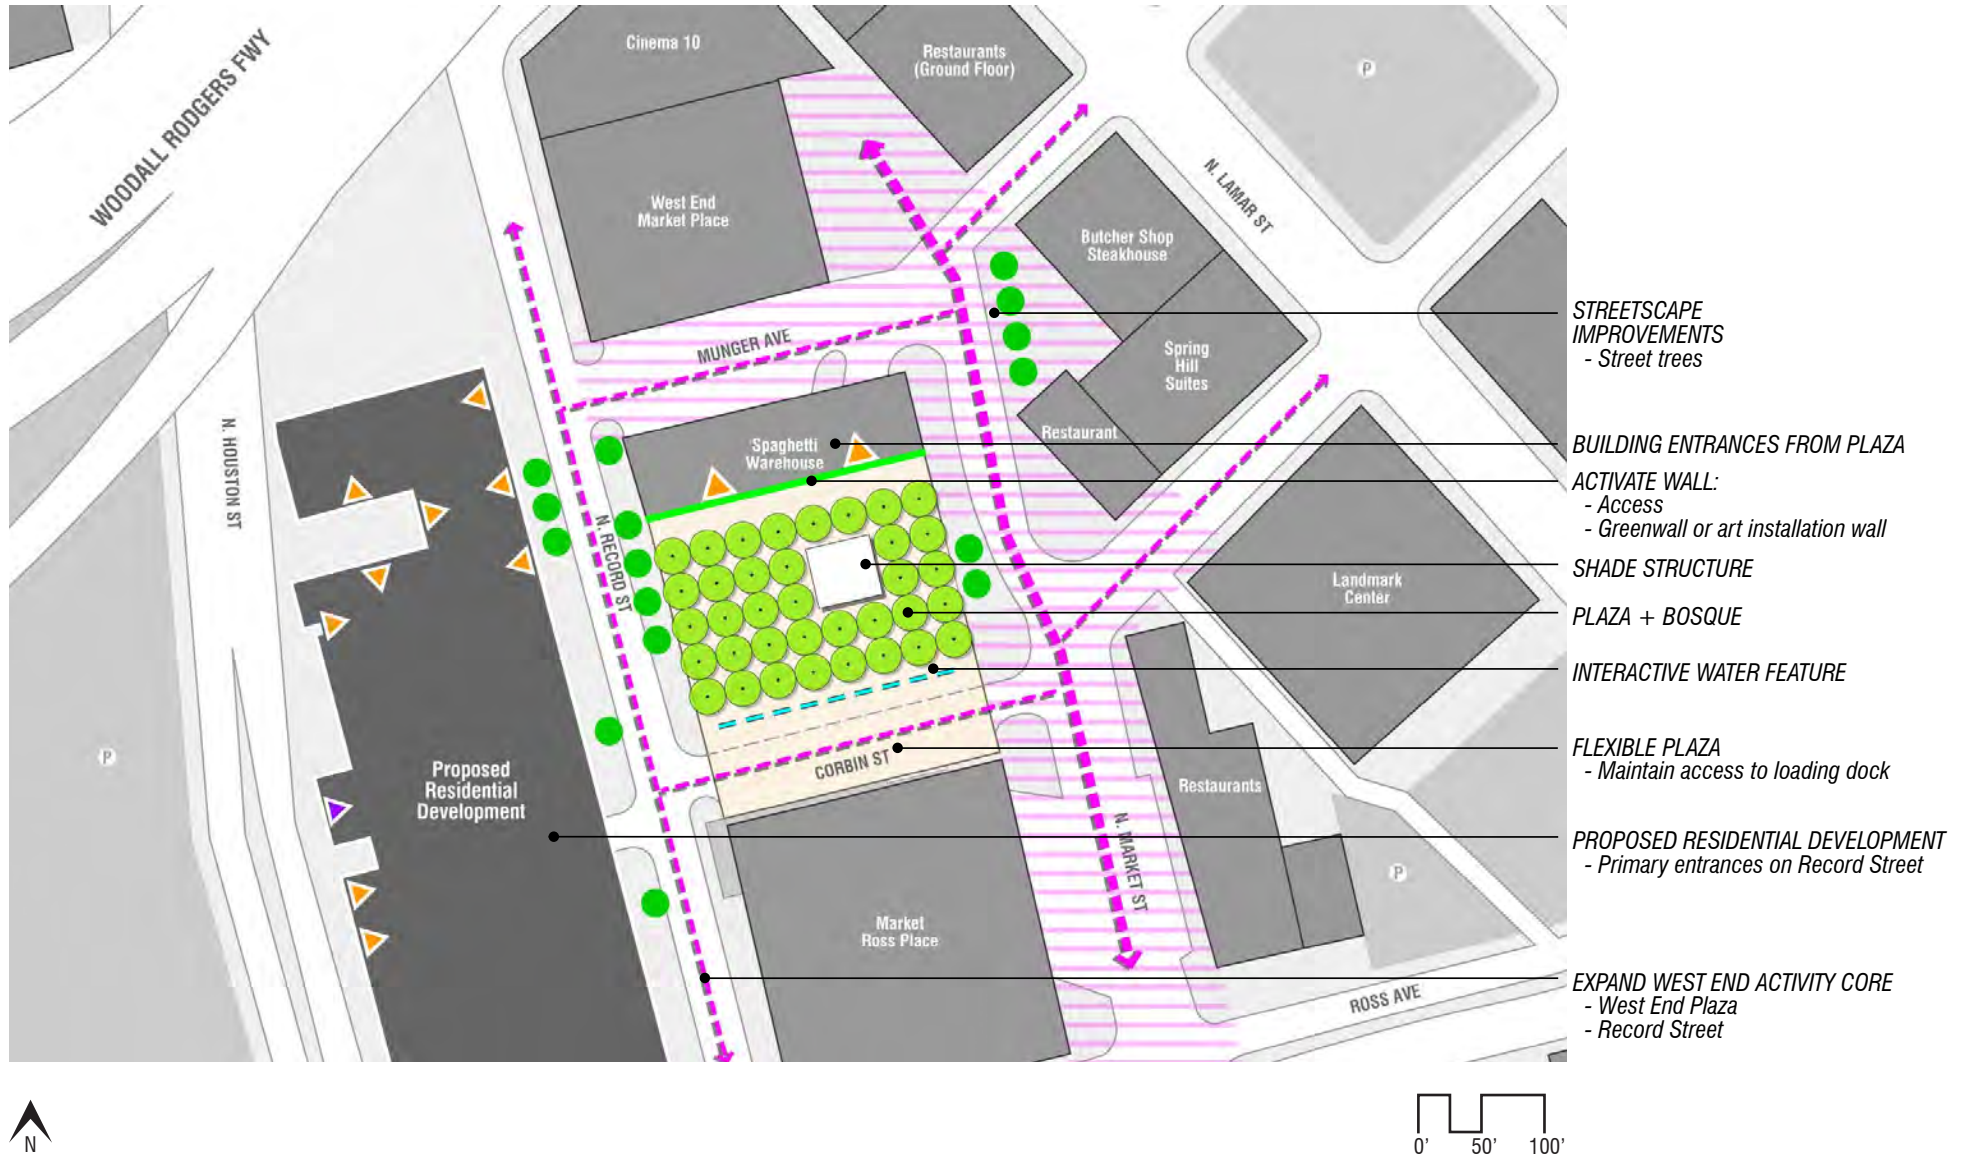 Cinema 10
Restaurants
(Ground Floor)
P
WOODALL RODGERS FWY
West End
Market Place
N. LAMAR ST
Butcher Shop
Steakhouse
MUNGER AVE
Spring
Hill
Suites
Restaurant
N. HOUSTON ST
Spaghetti
Warehouse
N. RECORD ST
Landmark
Center
P
Proposed
Residential
Development
CORBIN ST
Restaurants
N. MARKET ST
P
Market
Ross Place
ROSS AVE
STREETSCAPE
IMPROVEMENTS
- Street trees
BUILDING ENTRANCES FROM PLAZA
ACTIVATE WALL:
- Access
- Greenwall or art installation wall
SHADE STRUCTURE
PLAZA + BOSQUE
INTERACTIVE WATER FEATURE
FLEXIBLE PLAZA
- Maintain access to loading dock
PROPOSED RESIDENTIAL DEVELOPMENT
- Primary entrances on Record Street
EXPAND WEST END ACTIVITY CORE
- West End Plaza
- Record Street
N
0' 50' 100'